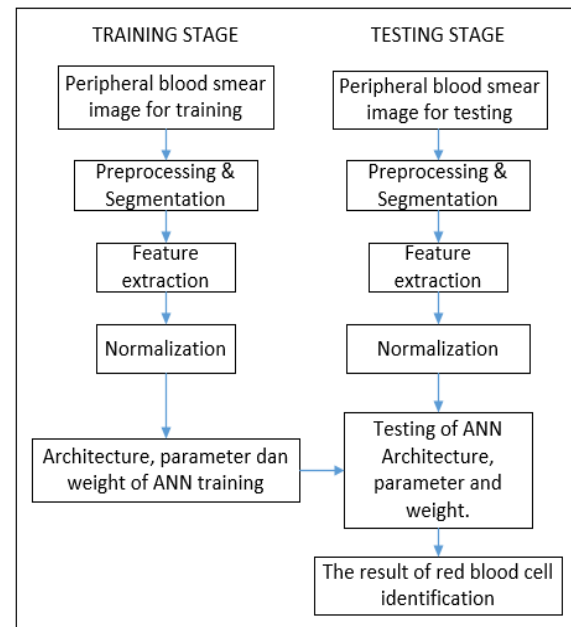 TRAINING STAGE
Peripheral blood smear
image for training
Preprocessing &
Segmentation
Feature
extraction
Normalization
Architecture, parameter dan
weight of ANN training
TESTING STAGE
Peripheral blood smear
image for testing
Preprocessing &
Segmentation
Feature
extraction
Normalization
Testing of ANN
Architecture,
parameter and
weight.
The result of red blood cell
identification